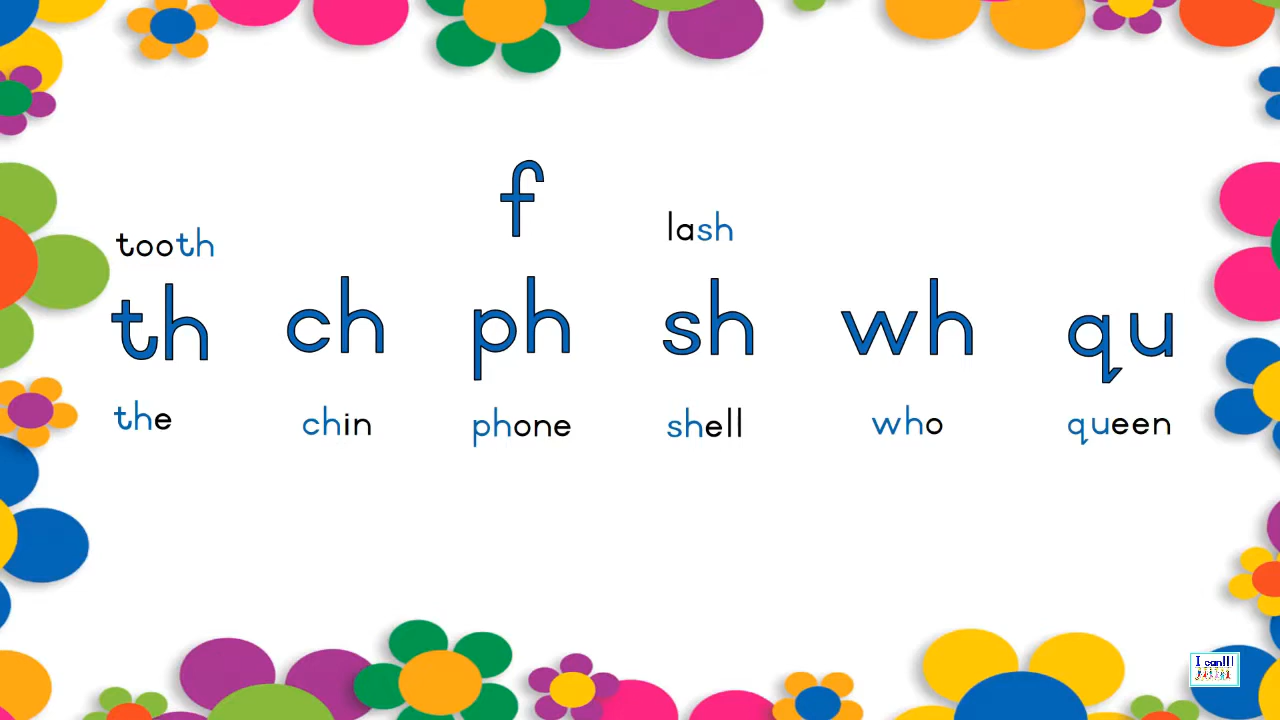 f
tooth lash
th ch ph sh wh qu
the chin phone shell who queen
I can!!!